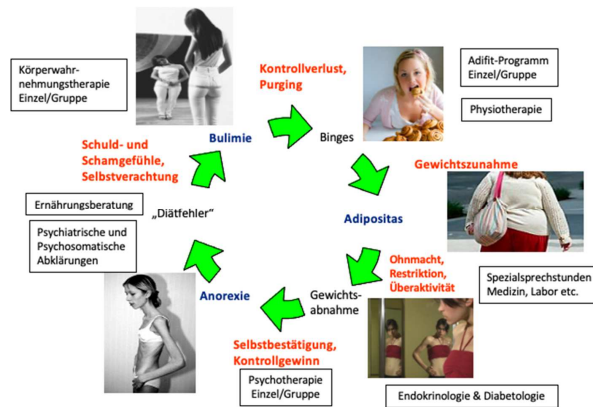 Körperwahr-
nehmungstherapie
Einzel/Gruppe
Bulimie
Kontrollverlust,
Purging
Binges
Adifit-Programm
Einzel/Gruppe
Physiotherapie
Gewichtszunahme
Adipositas
Ohnmacht,
Restriktion,
Überaktivität
Spezialsprechstunden
Medizin, Labor etc.
Endokrinologie & Diabetologie
Gewichts-
abnahme
Selbstbestätigung,
Kontrollgewinn
Psychotherapie
Einzel/Gruppe
Anorexie
„Diätfehler“
Ernährungsberatung
Psychiatrische und
Psychosomatische
Abklärungen
Schuld- und
Schamgefühle,
Selbstverachtung